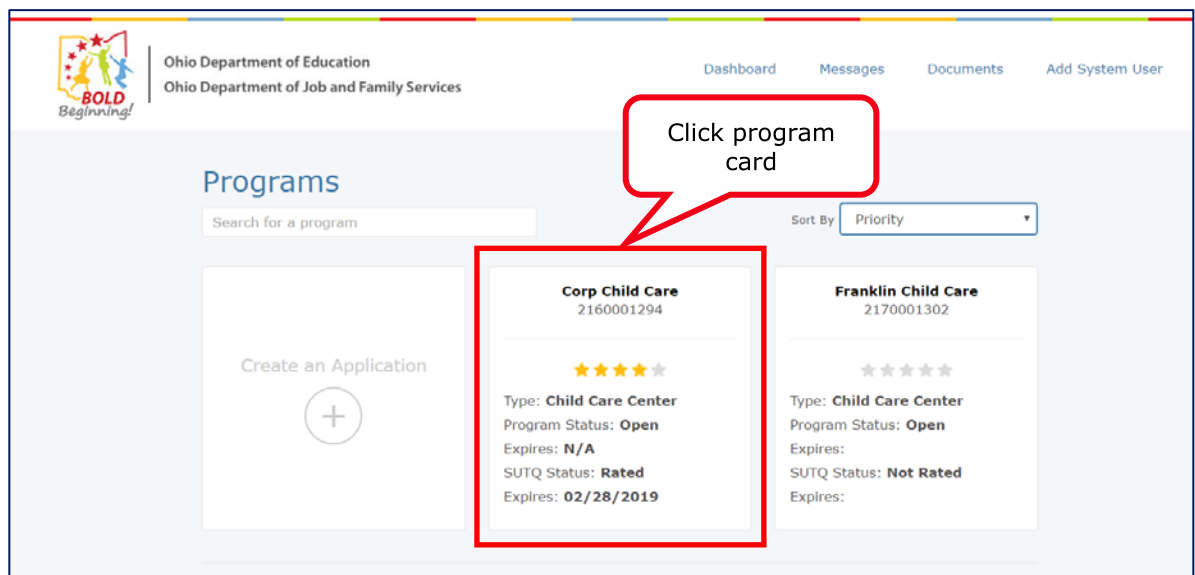 BOLD
Beginning!
Ohio Department of Education
Ohio Department of Job and Family Services
Dashboard Messages Documents Add System User
Click program
card
Programs
Search for a program
Sort By Priority
Create an Application
Corp Child Care
2160001294
Type: Child Care Center
Program Status: Open
Expires: N/A
SUTQ Status: Rated
Expires: 02/28/2019
Franklin Child Care
2170001302
Type: Child Care Center
Program Status: Open
Expires:
SUTQ Status: Not Rated
Expires: